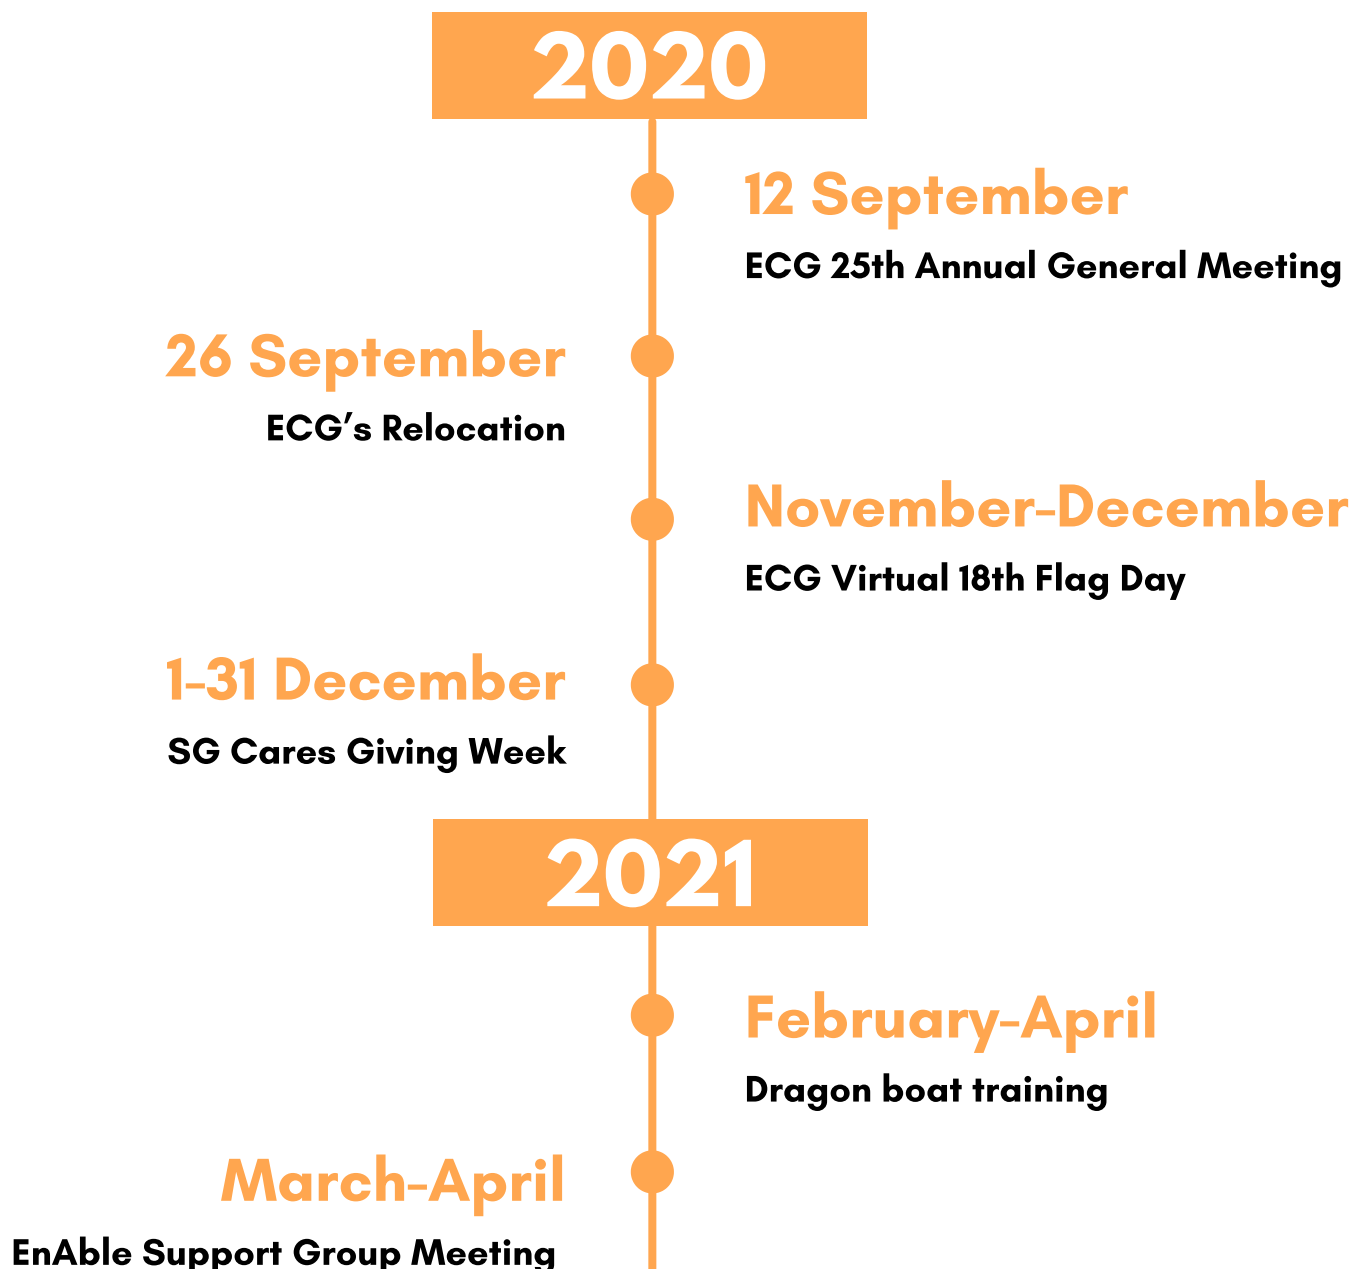 2020
12 September
ECG 25th Annual General Meeting
26 September
ECG’s Relocation
November-December
ECG Virtual 18th Flag Day
1-31 December
SG Cares Giving Week
2021
February-April
Dragon boat training
March-April
EnAble Support Group Meeting